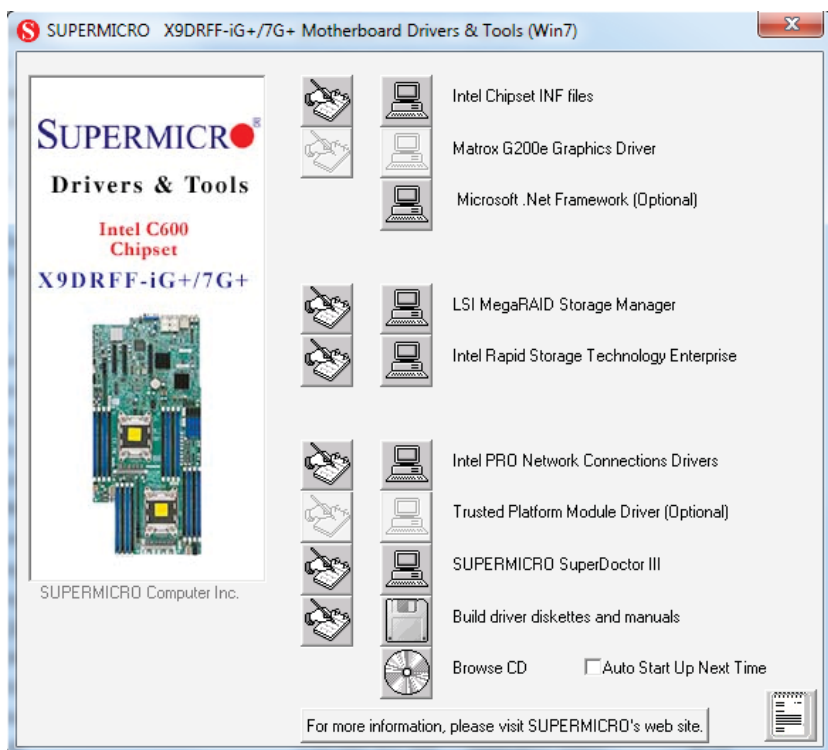 SUPERMICRO X9DRFF-iG+/7G+ Motherboard Drivers & Tools (Win7)
SUPERMICRO®
Drivers & Tools
Intel C600
Chipset
X9DRFF-iG+/7G+
SUPERMICRO Computer Inc.
Intel Chipset INF files
Matrox G200e Graphics Driver
Microsoft .Net Framework (Optional)
LSI MegaRAID Storage Manager
Intel Rapid Storage Technology Enterprise
Intel PRO Network Connections Drivers
Trusted Platform Module Driver (Optional)
SUPERMICRO SuperDoctor III
Build driver diskettes and manuals
Browse CD
Auto Start Up Next Time
For more information, please visit SUPERMICRO's web site.